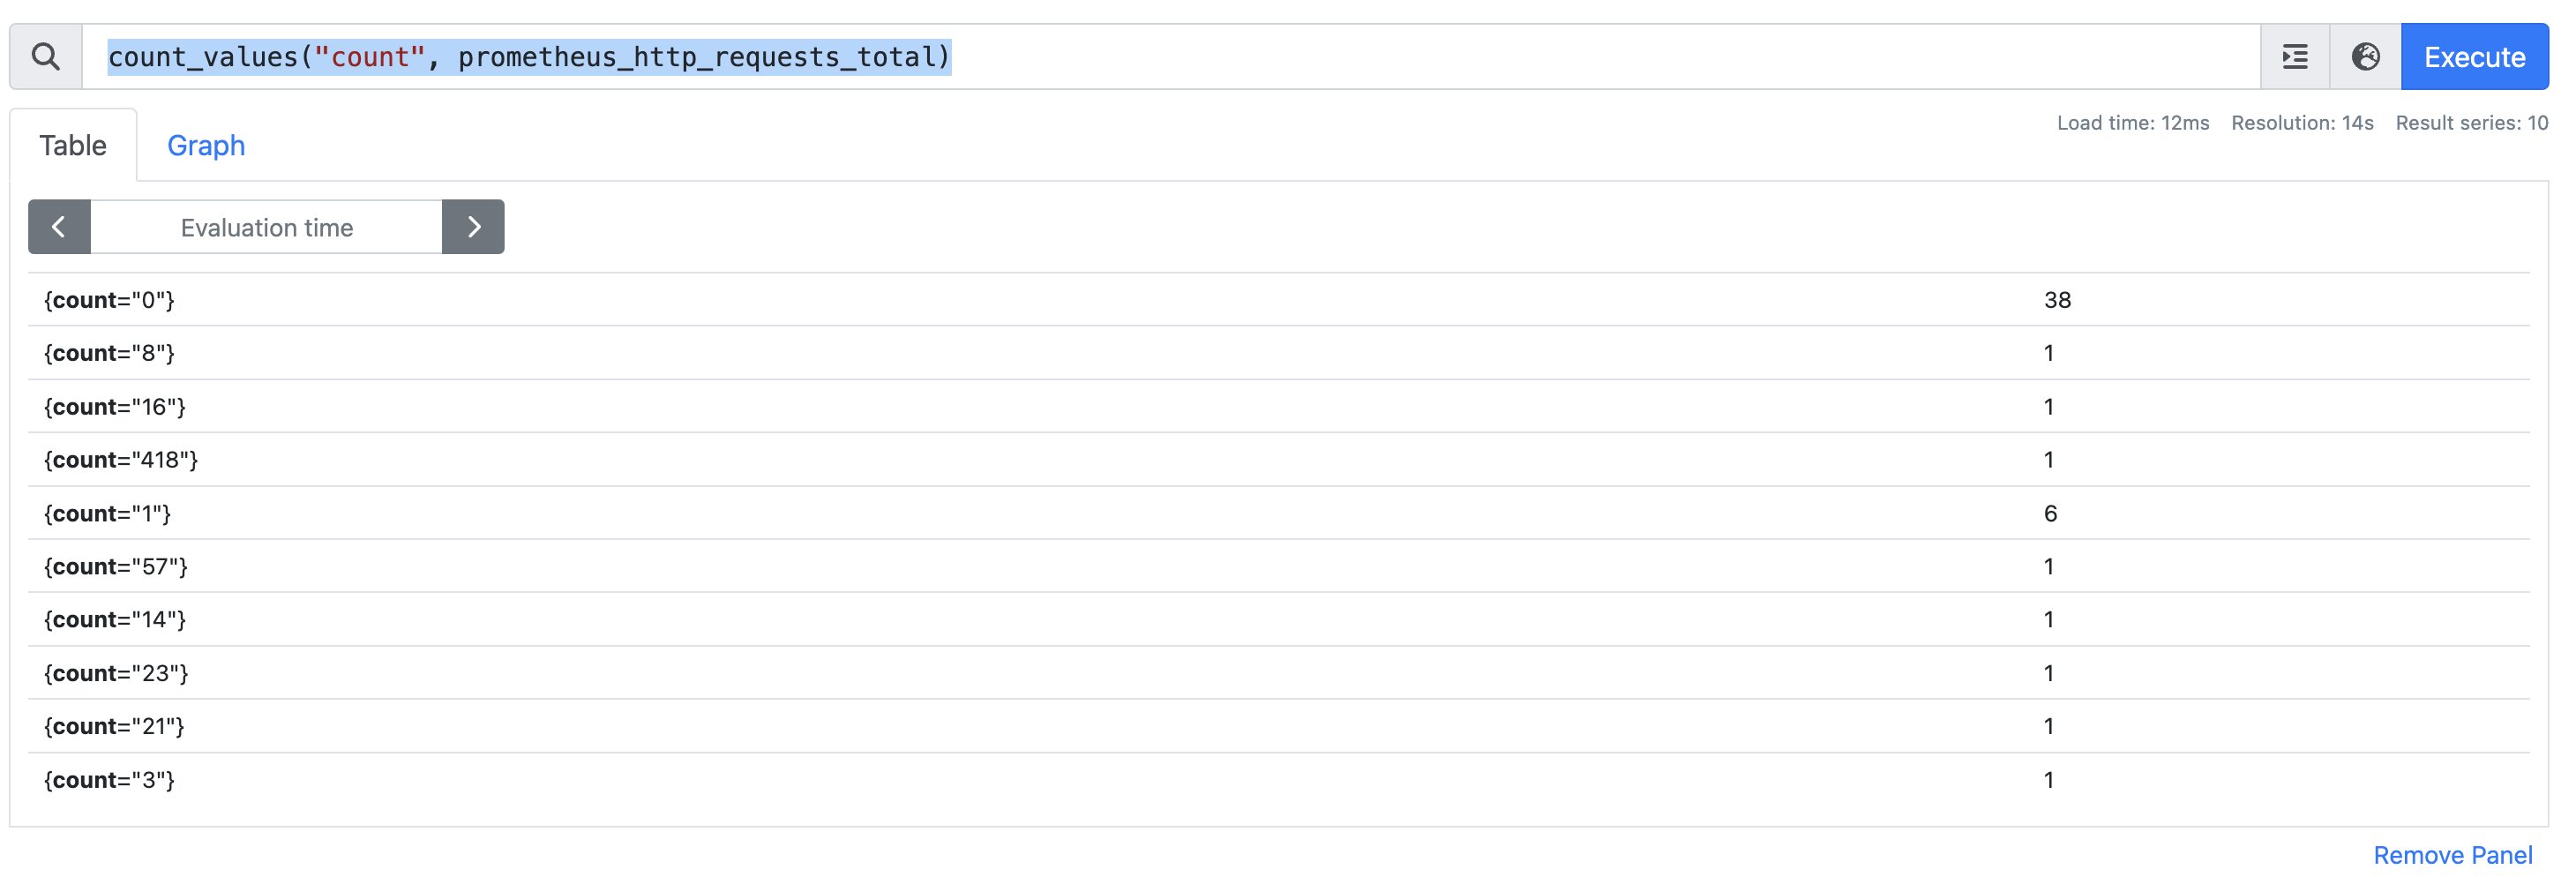 count_values("count", prometheus_http_requests_total)
Execute
Table
Graph
Load time: 12ms Resolution: 14s Result series: 10
Evaluation time
{count="0"} 38
{count="8"} 1
{count="16"} 1
{count="418"} 1
{count="1"} 6
{count="57"} 1
{count="14"} 1
{count="23"} 1
{count="21"} 1
{count="3"} 1
Remove Panel